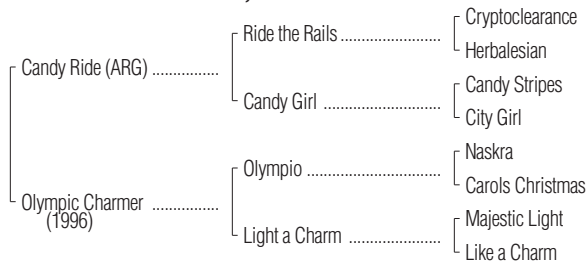 Cryptoclearance
Ride the Rails ..................
Herbalesian
Candy Ride (ARG) ................
Candy Stripes
Candy Girl ........................
City Girl
Naskra
Olympio ...........................
Carols Christmas
Olympic Charmer ................
(1996)
Majestic Light
Light a Charm ....................
Like a Charm